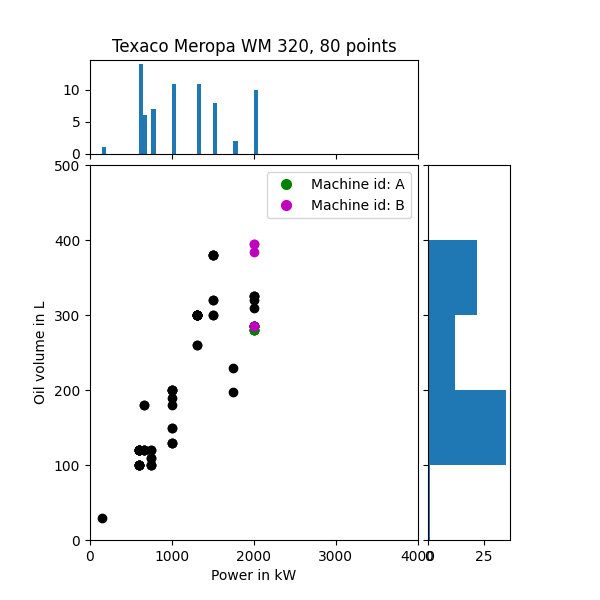 Texaco Meropa WM 320, 80 points
10
5
0
500
400
300
200
100
0
Oil volume in L
Machine id: A
Machine id: B
0 1000 2000 3000 4000
0 25
Power in kW